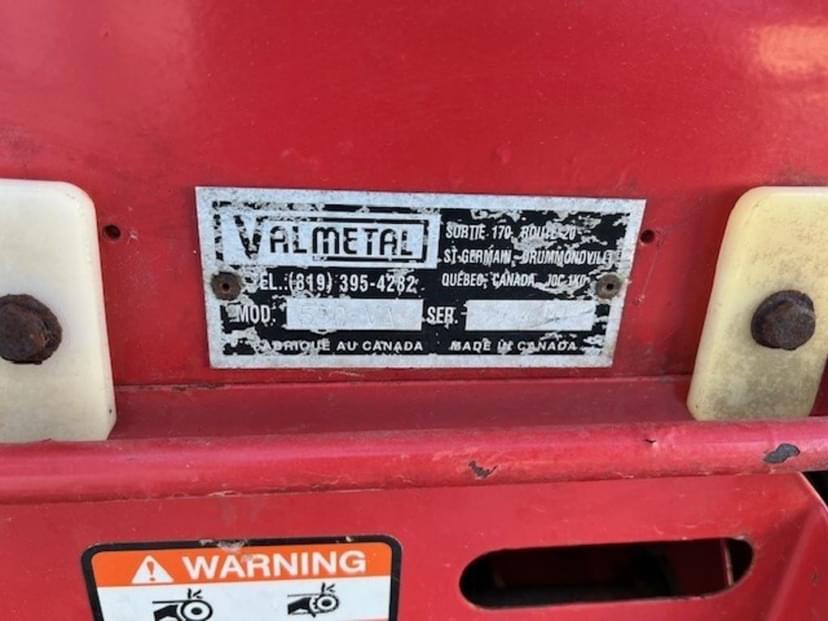 VALMETAL
SORTIE 170, ROUTE 20
ST-GERMAIN, DRUMMONDVILLE
QUÉBEC, CANADA, J0C 1K0
TEL.:(819) 395-4282
MOD. SER.
FABRIQUÉ AU CANADA MADE IN CANADA
WARNING